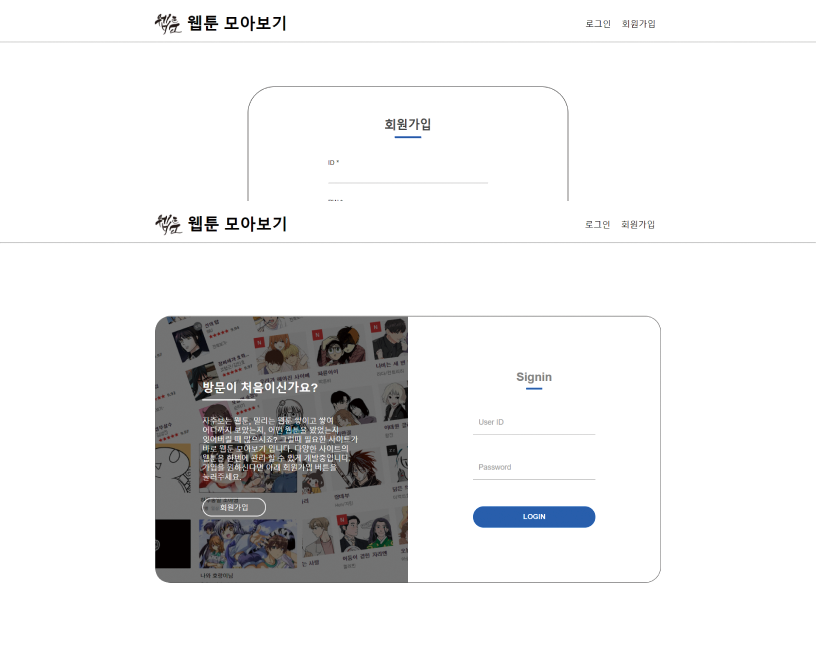 웹툰 웹툰 모아보기
로그인 회원가입
회원가입
ID *
웹툰 웹툰 모아보기
로그인 회원가입
방문이 처음이신가요?
자주보는 웹툰, 밀리는 웹툰 쌓이고 쌓여
어디까지 보았는지, 어떤 웹툰을 봤었는지
잊어버릴 때 많으시죠? 그럴때 필요한 사이트가
바로 웹툰 모아보기 입니다. 다양한 사이트의
웹툰을 한번에 관리 할 수 있게 개발중입니다.
가입을 원하신다면 아래 회원가입 버튼을
눌러주세요.
회원가입
나와 호랑이님
Signin
User ID
Password
LOGIN